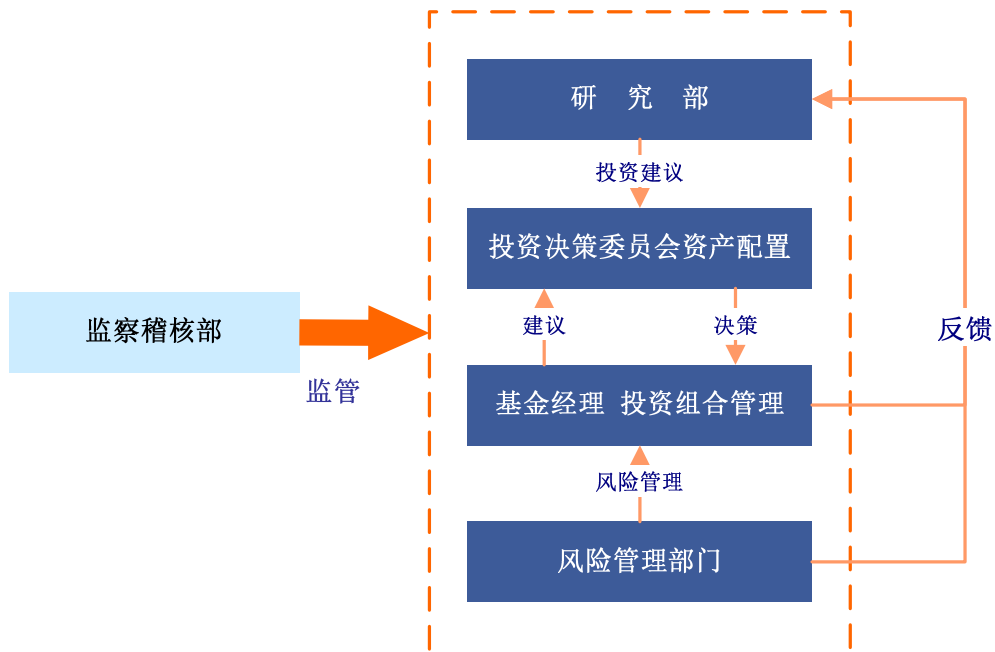 研 究 部
投资建议
投资决策委员会资产配置
建议
决策
反馈
监察稽核部
监管
基金经理 投资组合管理
风险管理
风险管理部门